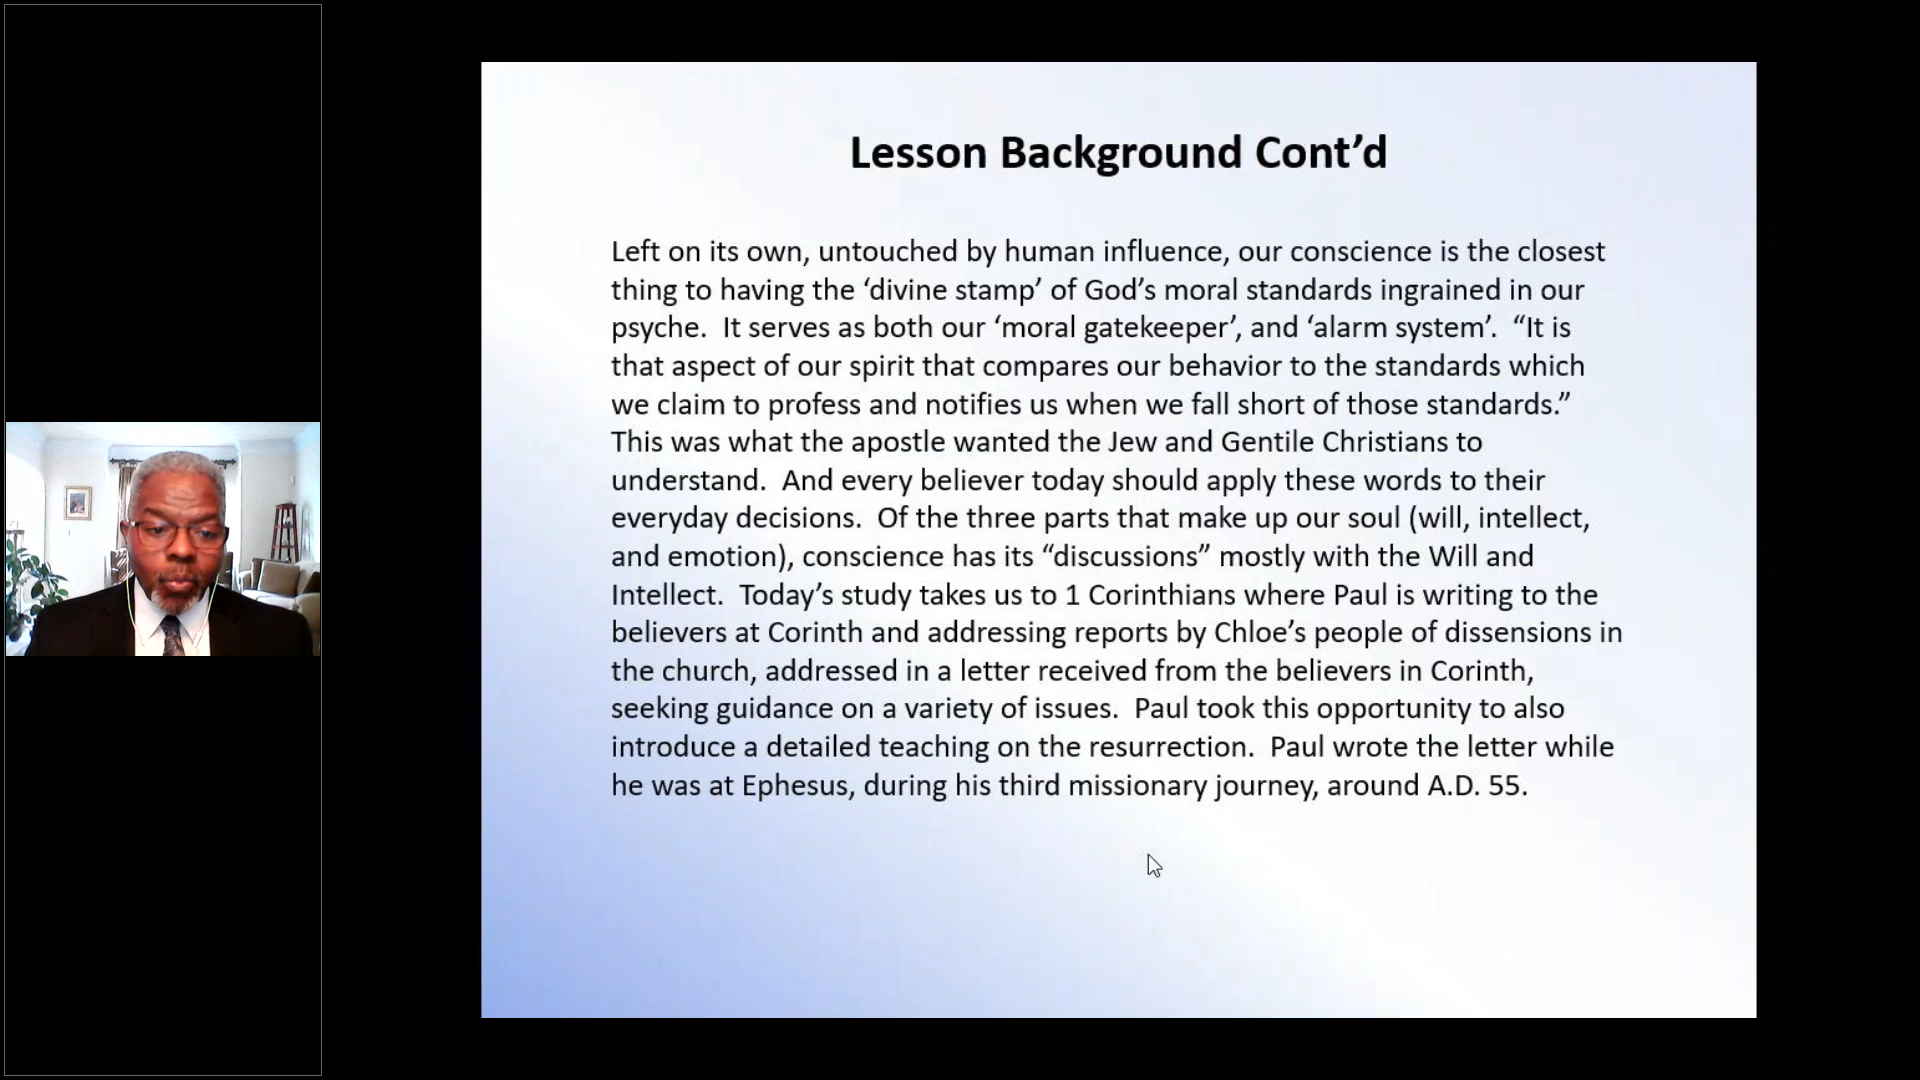 Lesson Background Cont’d
Left on its own, untouched by human influence, our conscience is the closest
thing to having the ‘divine stamp’ of God’s moral standards ingrained in our
psyche.  It serves as both our ‘moral gatekeeper’, and ‘alarm system’.  “It is
that aspect of our spirit that compares our behavior to the standards which
we claim to profess and notifies us when we fall short of those standards.”
This was what the apostle wanted the Jew and Gentile Christians to
understand.  And every believer today should apply these words to their
everyday decisions.  Of the three parts that make up our soul (will, intellect,
and emotion), conscience has its “discussions” mostly with the Will and
Intellect.  Today’s study takes us to 1 Corinthians where Paul is writing to the
believers at Corinth and addressing reports by Chloe’s people of dissensions in
the church, addressed in a letter received from the believers in Corinth,
seeking guidance on a variety of issues.  Paul took this opportunity to also
introduce a detailed teaching on the resurrection.  Paul wrote the letter while
he was at Ephesus, during his third missionary journey, around A.D. 55.